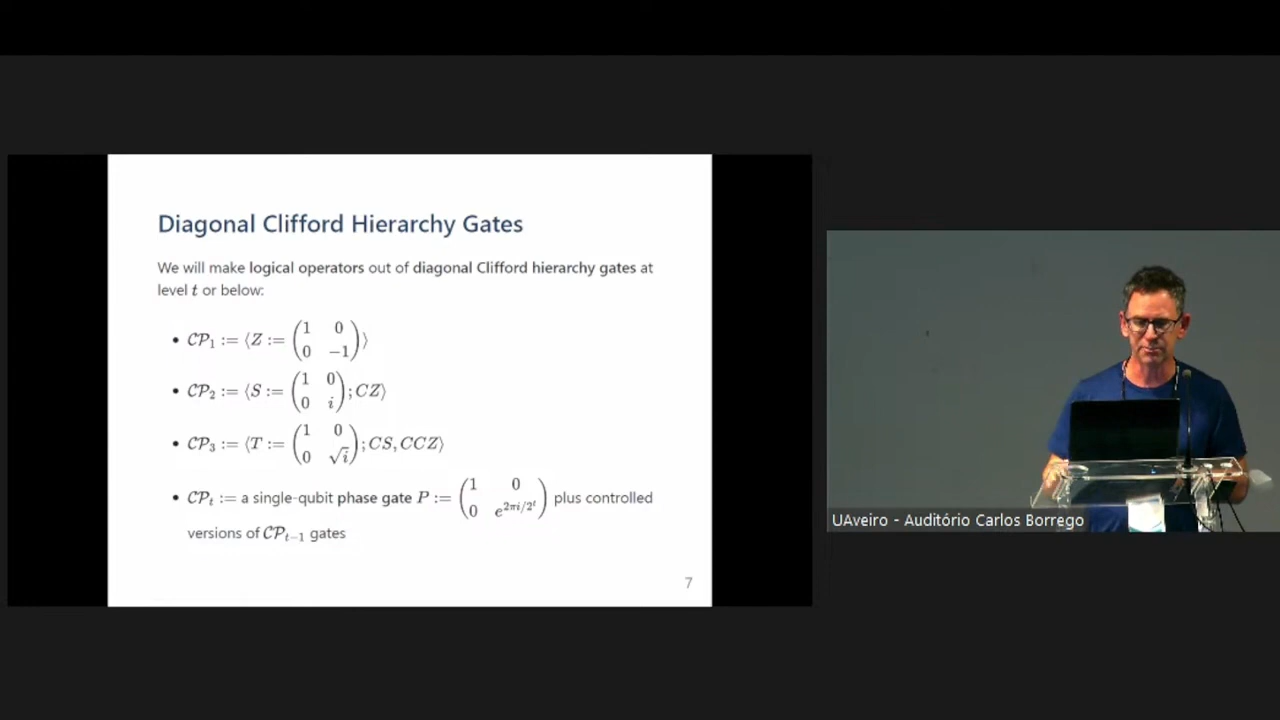 Diagonal Clifford Hierarchy Gates
We will make logical operators out of diagonal Clifford hierarchy gates at
level t or below:
• 𝒞𝒫₁ := ⟨Z := (1 0; 0 −1)⟩
• 𝒞𝒫₂ := ⟨S := (1 0; 0 i); CZ⟩
• 𝒞𝒫₃ := ⟨T := (1 0; 0 √i); CS, CCZ⟩
• 𝒞𝒫ₜ := a single-qubit phase gate P := (1 0; 0 e^{2πi/2^t}) plus controlled
versions of 𝒞𝒫ₜ₋₁ gates
7
UAveiro - Auditório Carlos Borrego